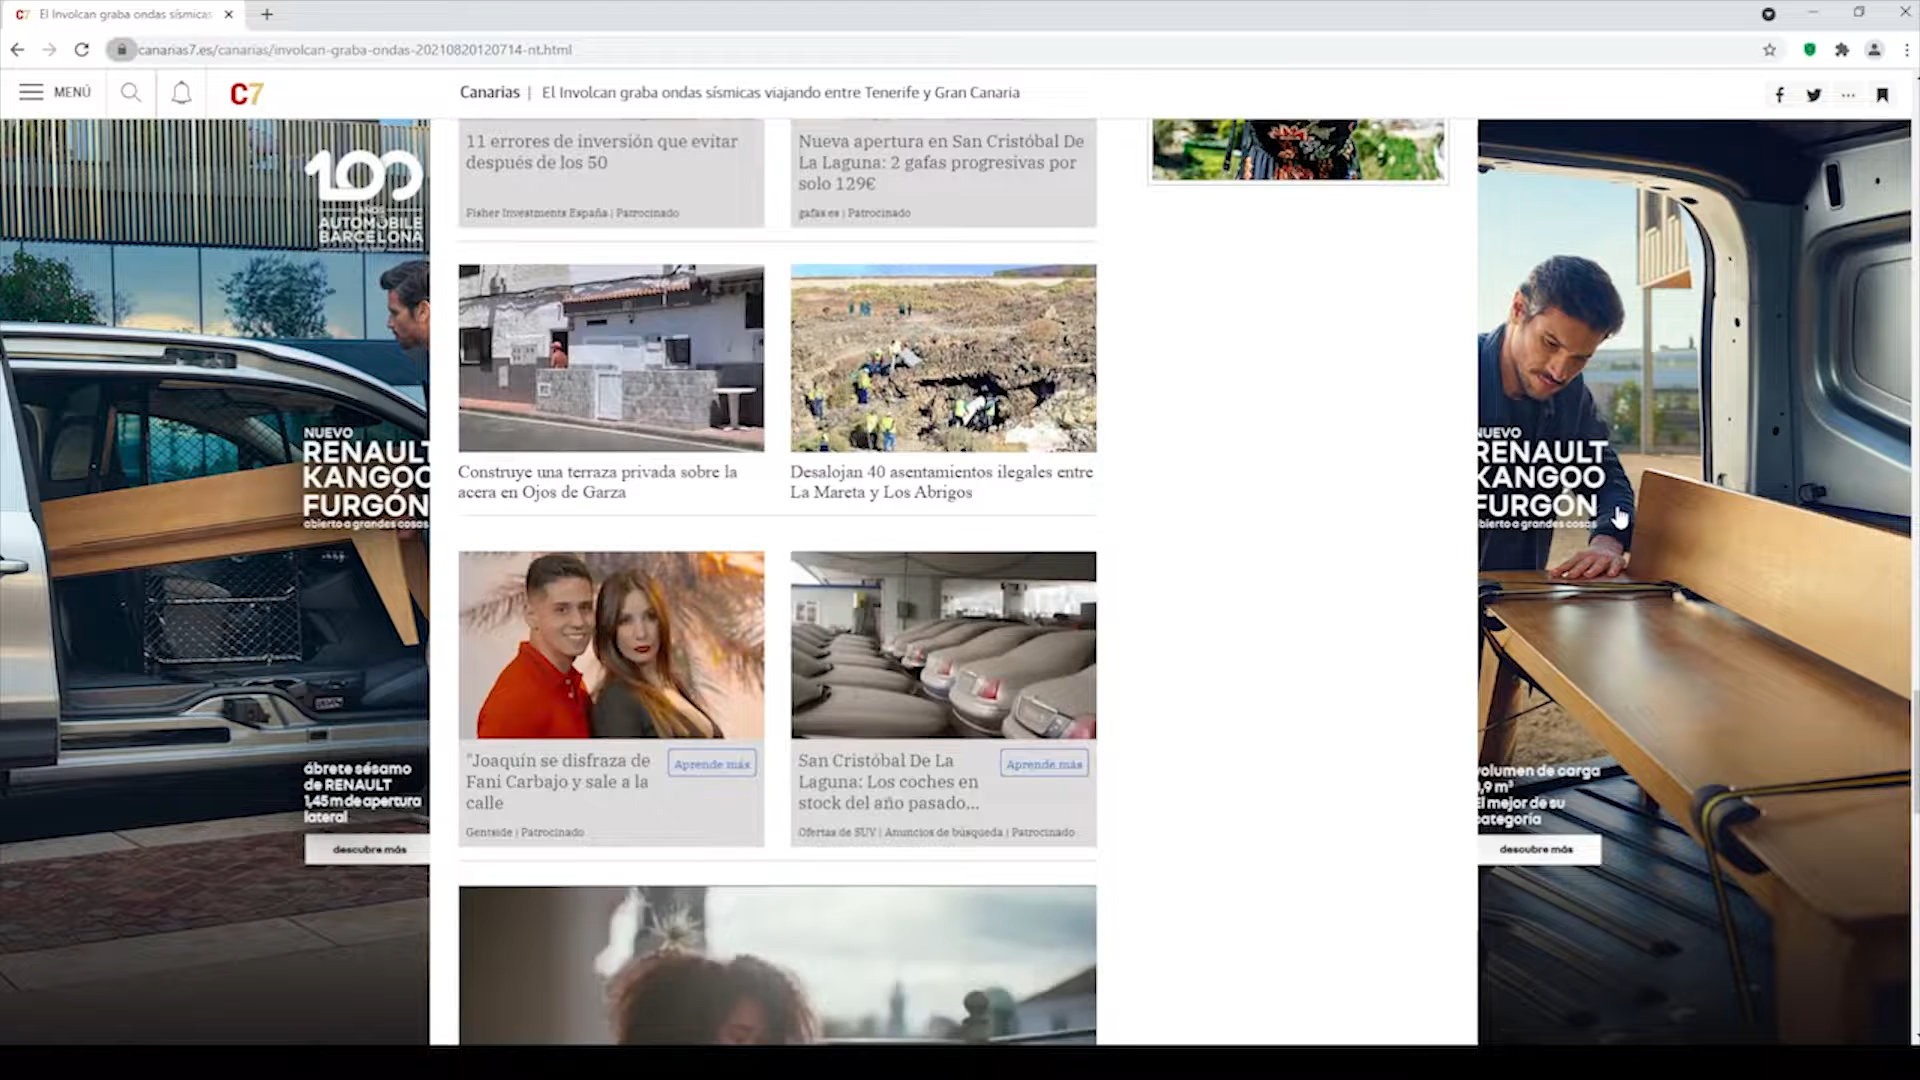 El Involcan graba ondas sísmicas
canarias7.es/canarias/involcan-graba-ondas-20210820120714-nt.html
MENÚ
C7
Canarias | El Involcan graba ondas sísmicas viajando entre Tenerife y Gran Canaria
11 errores de inversión que evitar
después de los 50
Fisher Investments España | Patrocinado
Nueva apertura en San Cristóbal De
La Laguna: 2 gafas progresivas por
solo 129€
gafas.es | Patrocinado
100
AÑOS
AUTOMOBILE
BARCELONA
Construye una terraza privada sobre la
acera en Ojos de Garza
Desalojan 40 asentamientos ilegales entre
La Mareta y Los Abrigos
NUEVO
RENAULT
KANGOO
FURGÓN
abierto a grandes cosas
NUEVO
RENAULT
KANGOO
FURGÓN
abierto a grandes cosas
"Joaquín se disfraza de
Fani Carbajo y sale a la
calle
Aprende más
Gentside | Patrocinado
San Cristóbal De La
Laguna: Los coches en
stock del año pasado...
Aprende más
Ofertas de SUV | Anuncios de búsqueda | Patrocinado
ábrete sésamo
de RENAULT
1,45 m de apertura
lateral
descubre más
volumen de carga
,9 m³
El mejor de su
categoría
descubre más